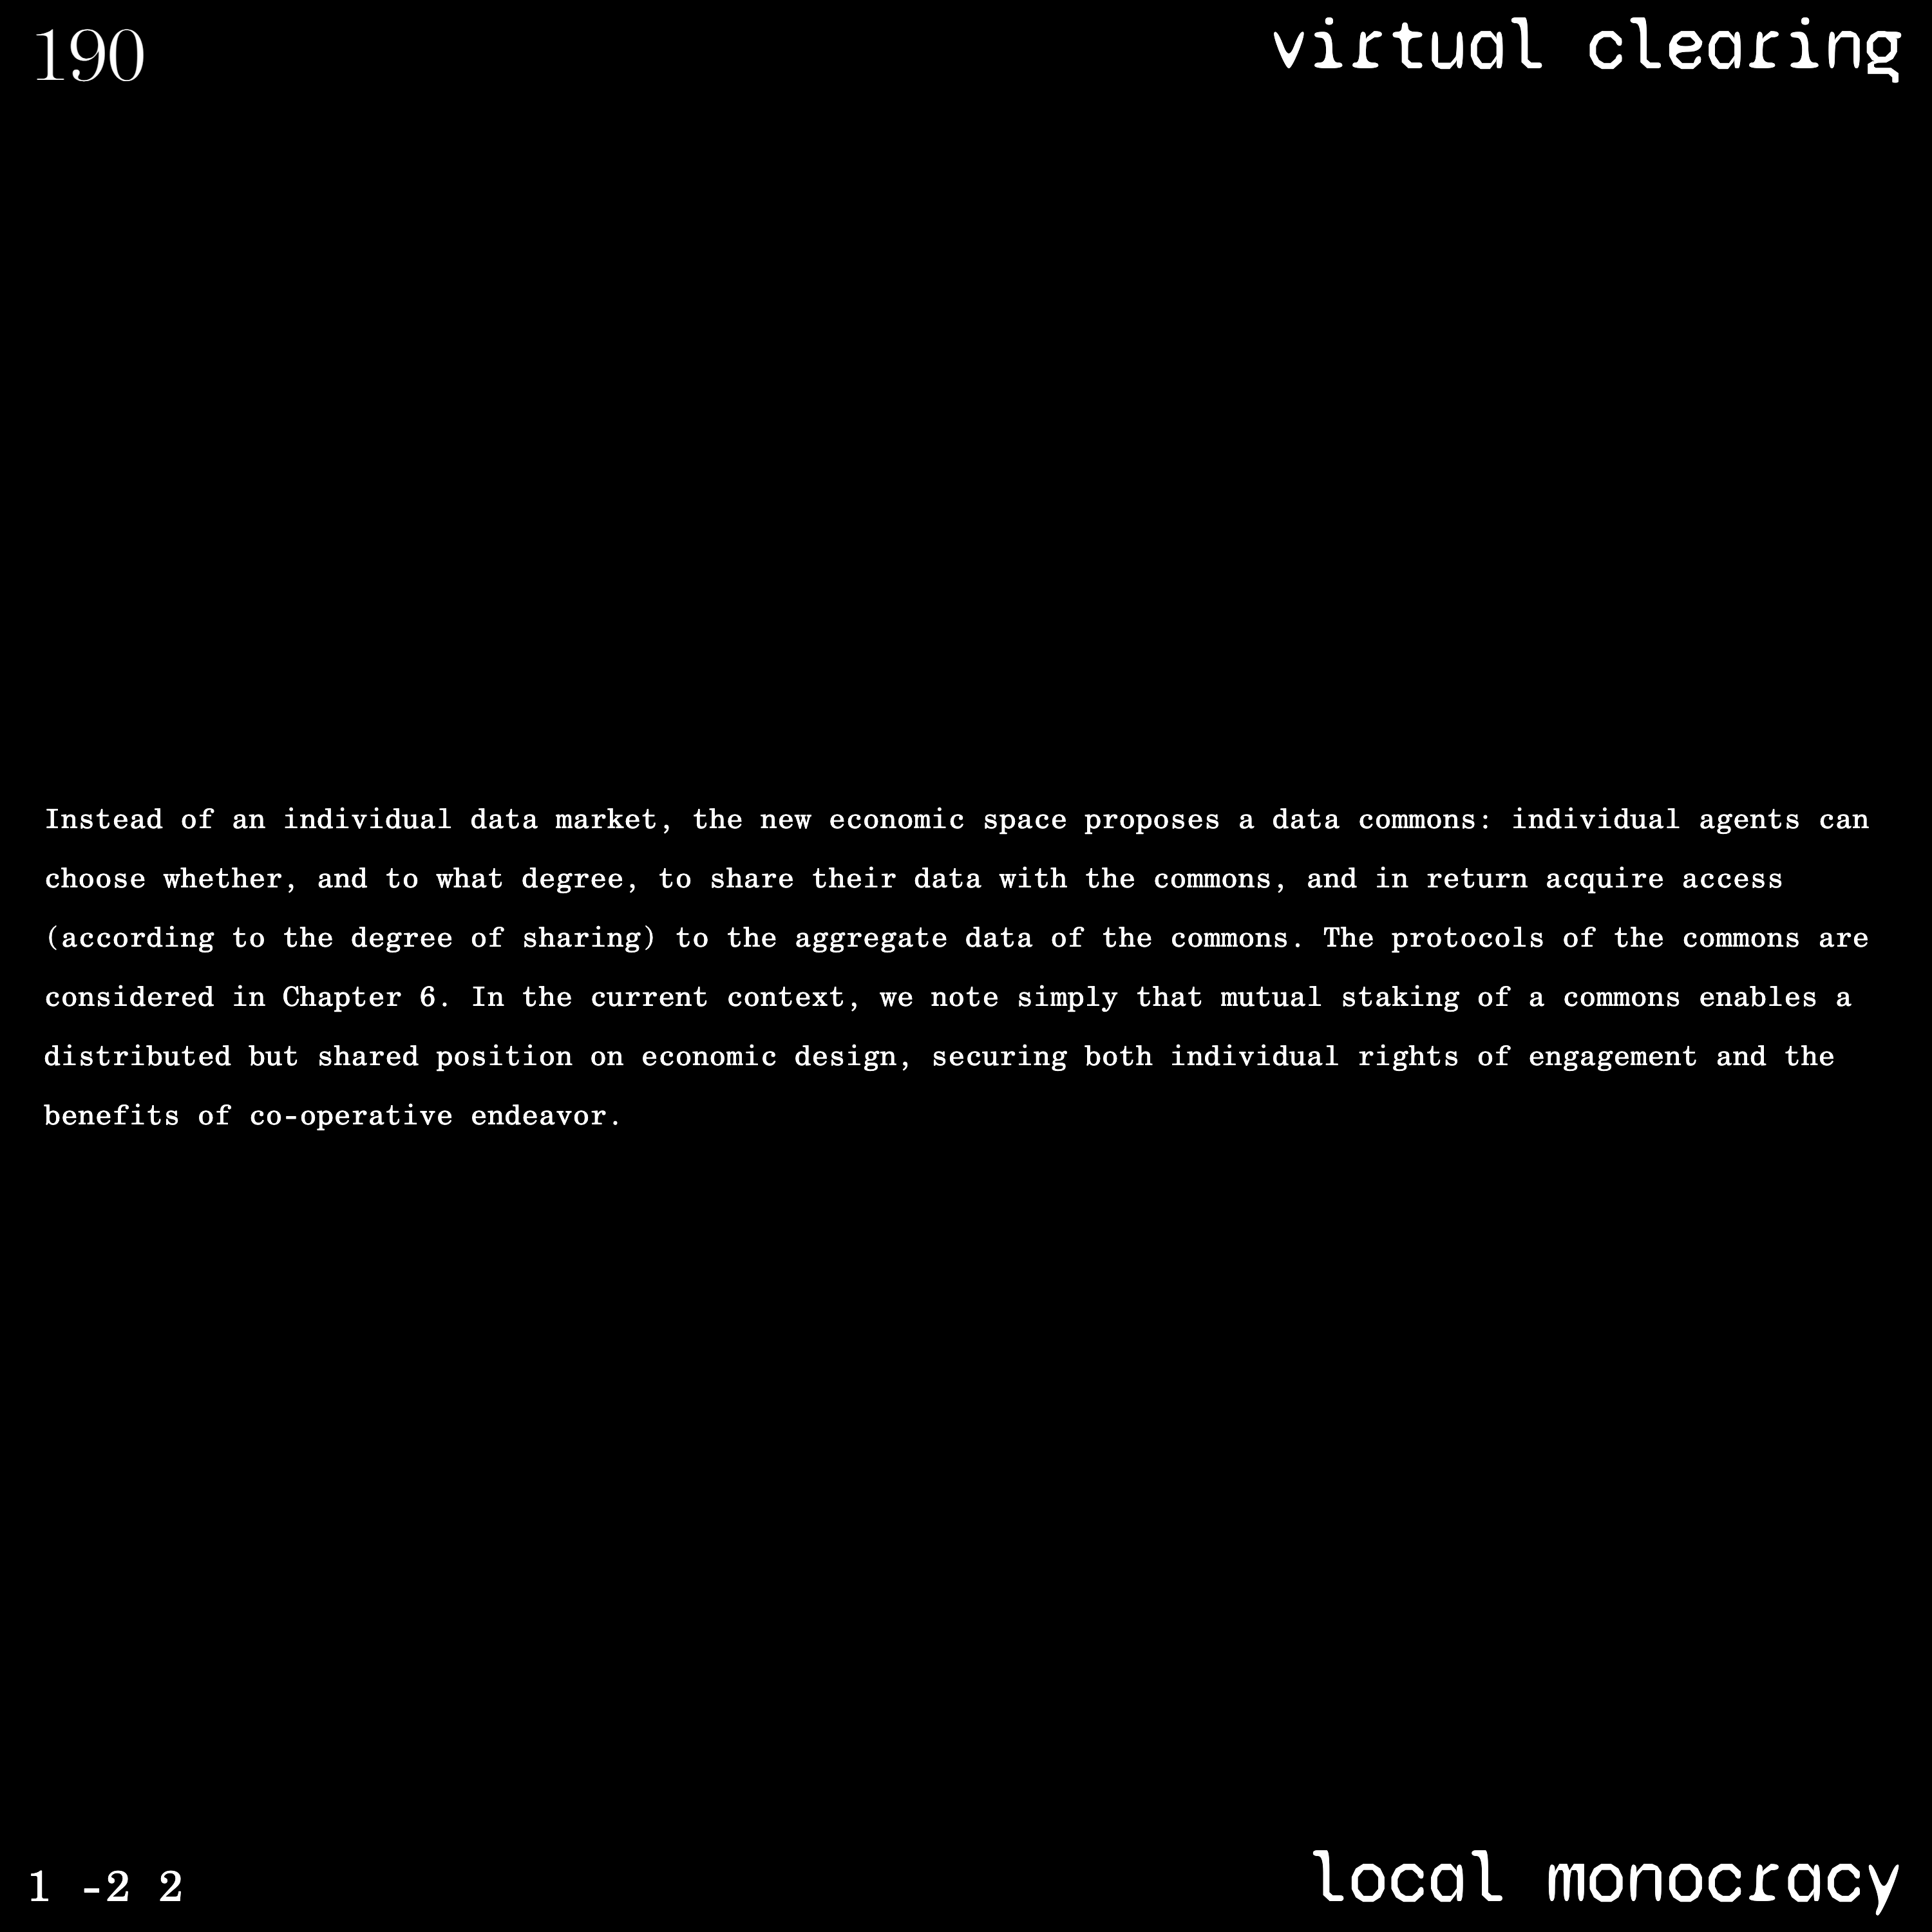 190
virtual clearing
Instead of an individual data market, the new economic space proposes a data commons: individual agents can
choose whether, and to what degree, to share their data with the commons, and in return acquire access
(according to the degree of sharing) to the aggregate data of the commons. The protocols of the commons are
considered in Chapter 6. In the current context, we note simply that mutual staking of a commons enables a
distributed but shared position on economic design, securing both individual rights of engagement and the
benefits of co-operative endeavor.
1 -2 2
local monocracy